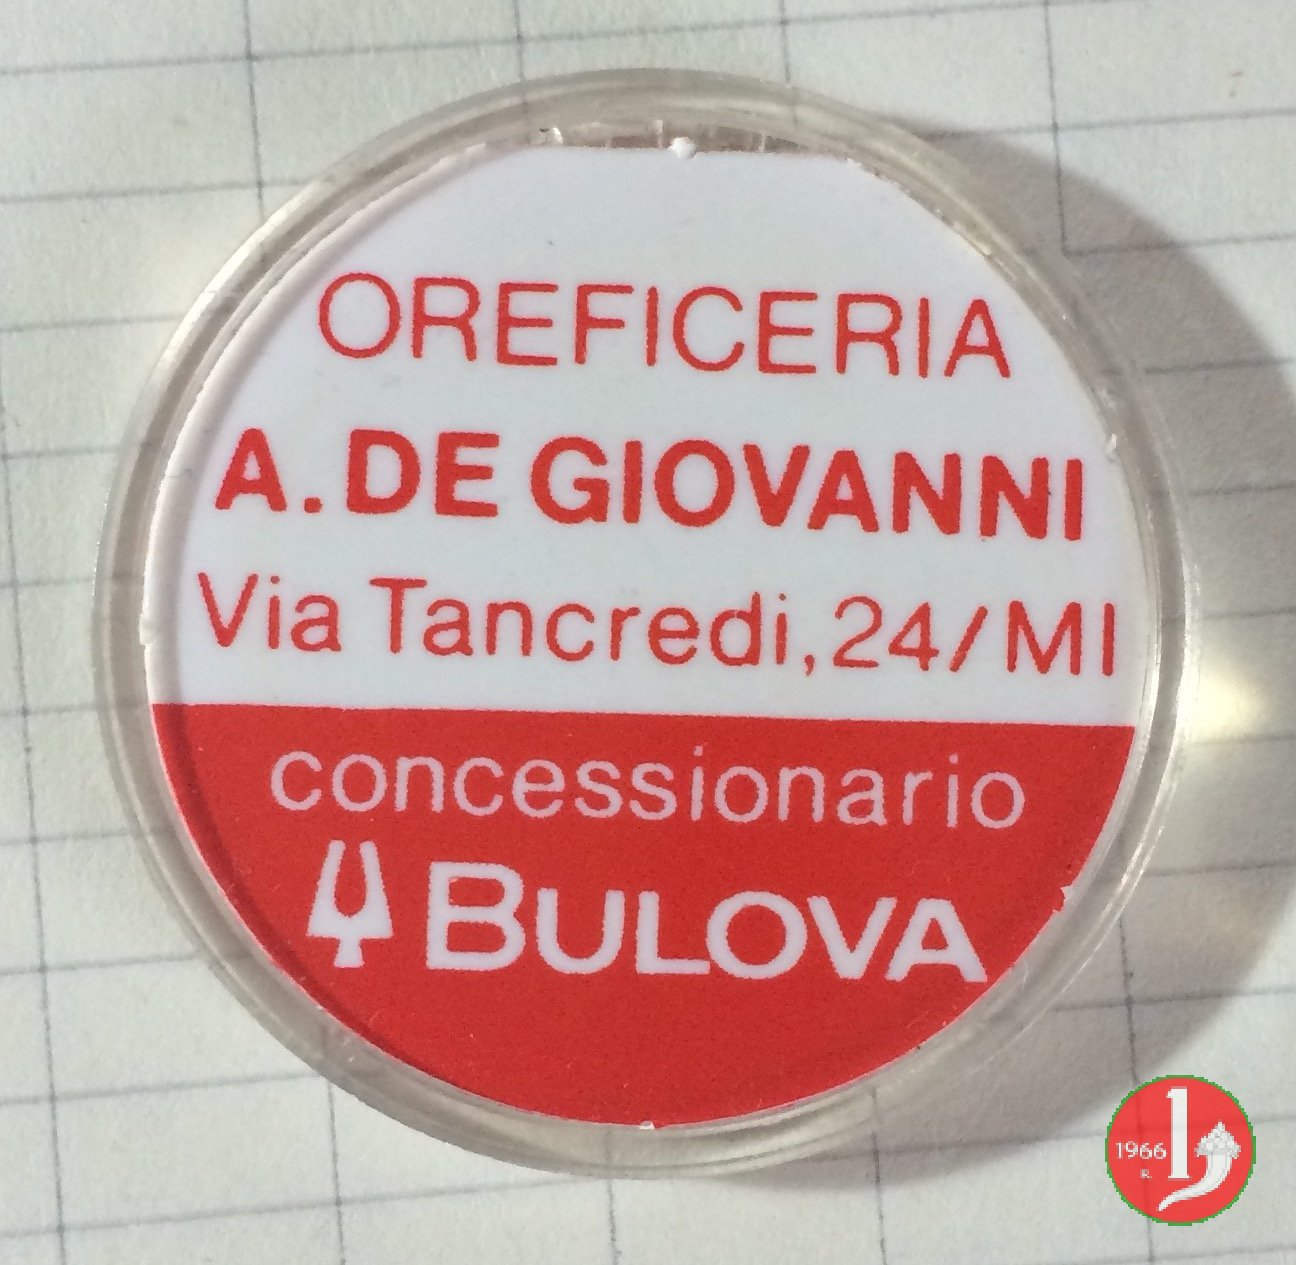 OREFICERIA
A. DE GIOVANNI
Via Tancredi, 24/MI
concessionario
BULOVA
1966
R